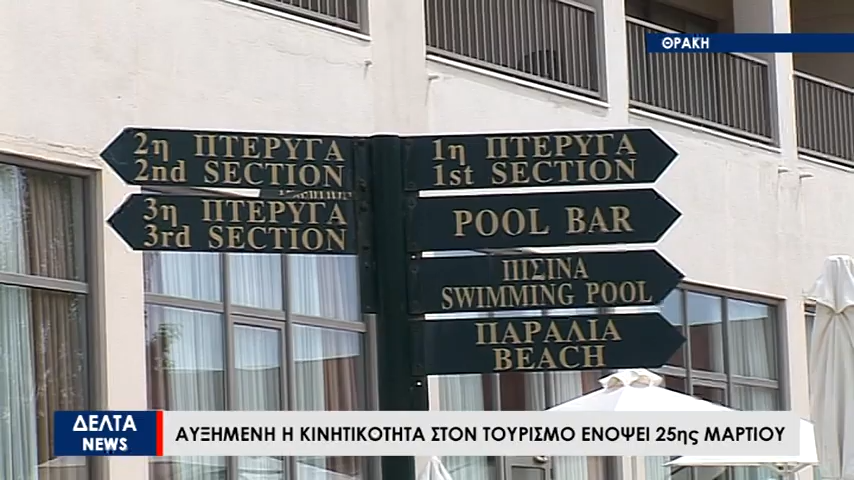 ΘΡΑΚΗ
2η ΠΤΕΡΥΓΑ
2nd SECTION
3η ΠΤΕΡΥΓΑ
3rd SECTION
1η ΠΤΕΡΥΓΑ
1st SECTION
POOL BAR
ΠΙΣΙΝΑ
SWIMMING POOL
ΠΑΡΑΛΙΑ
BEACH
ΔΕΛΤΑ
NEWS
ΑΥΞΗΜΕΝΗ Η ΚΙΝΗΤΙΚΟΤΗΤΑ ΣΤΟΝ ΤΟΥΡΙΣΜΟ ΕΝΟΨΕΙ 25ης ΜΑΡΤΙΟΥ